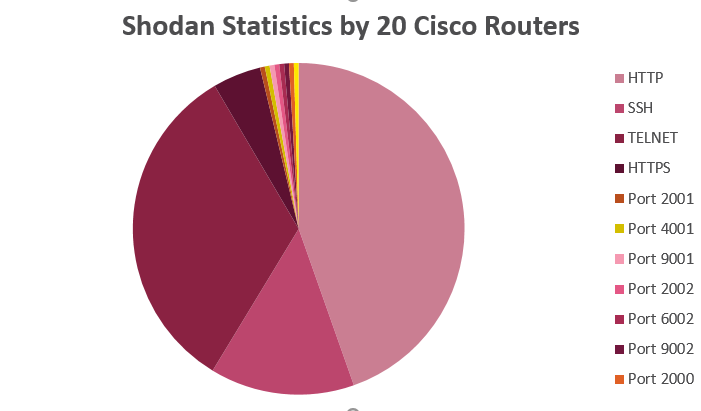 Shodan Statistics by 20 Cisco Routers
HTTP
SSH
TELNET
HTTPS
Port 2001
Port 4001
Port 9001
Port 2002
Port 6002
Port 9002
Port 2000